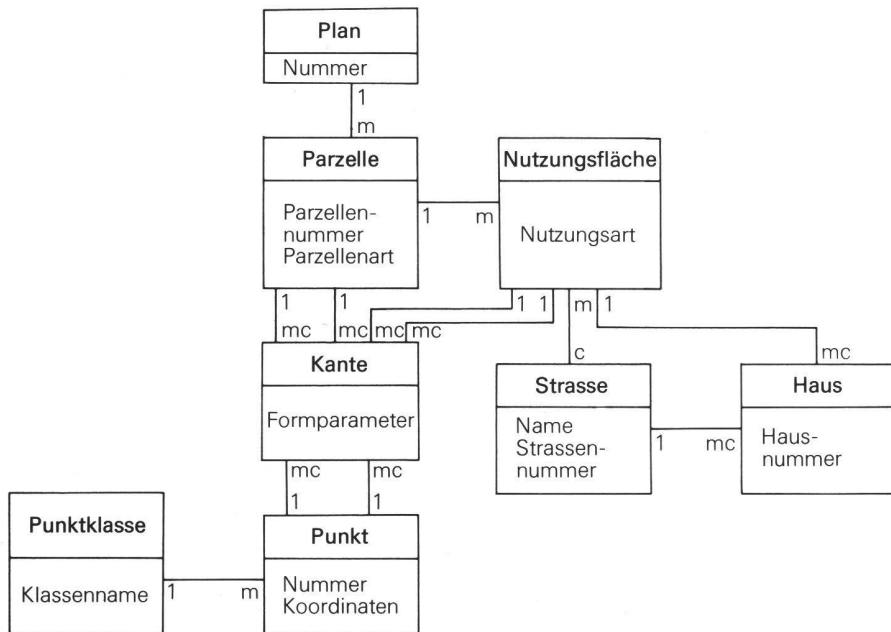 Plan
Nummer
1
m
Parzelle
Nutzungsfläche
Parzellen-
nummer
Parzellenart
1
m
Nutzungsart
1
1
1
1
m
1
mc
mc
mc
mc
c
mc
Kante
Formparameter
Strasse
Haus
Name
Strassen-
nummer
1
mc
Haus-
nummer
mc
mc
1
1
Punktklasse
Klassenname
1
m
Punkt
Nummer
Koordinaten